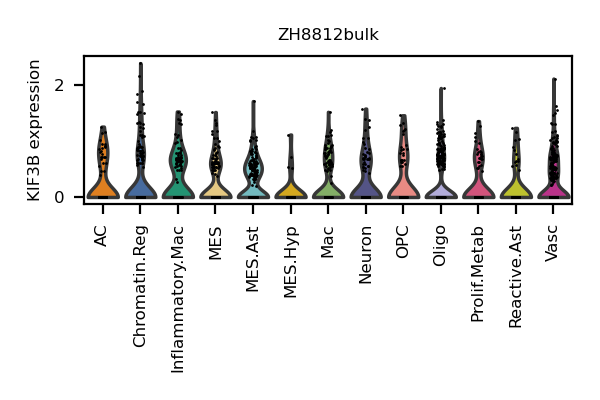 ZH8812bulk
KIF3B expression
2
0
AC
Chromatin.Reg
Inflammatory.Mac
MES
MES.Ast
MES.Hyp
Mac
Neuron
OPC
Oligo
Prolif.Metab
Reactive.Ast
Vasc